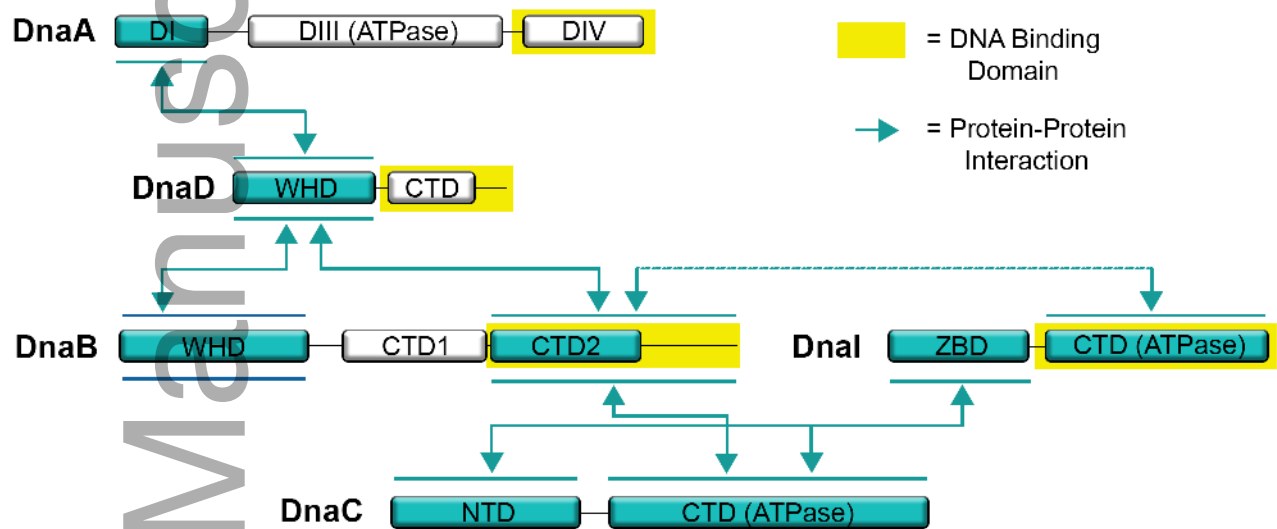 DnaA DI DIII (ATPase) DIV
= DNA Binding
Domain
= Protein-Protein
Interaction
DnaD WHD CTD
DnaB WHD CTD1 CTD2
DnaI ZBD CTD (ATPase)
DnaC NTD CTD (ATPase)
Manusc